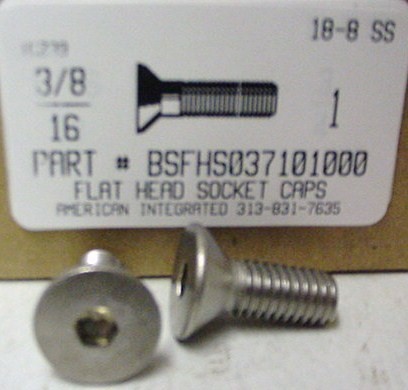 18-8 SS
3/8
16
1
PART # BSFHS037101000
FLAT HEAD SOCKET CAPS
AMERICAN INTEGRATED 313-831-7635